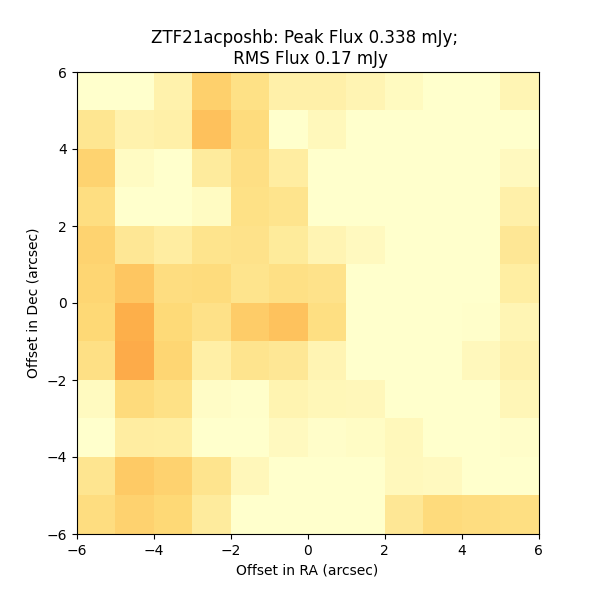 ZTF21acposhb: Peak Flux 0.338 mJy;
RMS Flux 0.17 mJy
6
4
2
0
−2
−4
−6
Offset in Dec (arcsec)
−6 −4 −2 0 2 4 6
Offset in RA (arcsec)